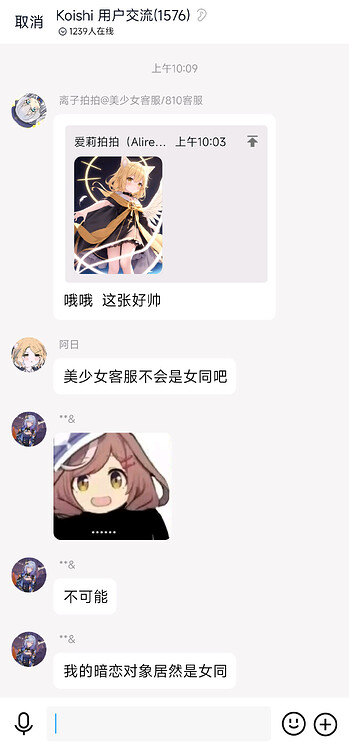 取消
Koishi 用户交流(1576)
1239人在线
上午10:09
离子拍拍@美少女客服/810客服
爱莉拍拍（Alire... 上午10:03
哦哦 这张好帅
阿日
美少女客服不会是女同吧
**&
......
**&
不可能
**&
我的暗恋对象居然是女同